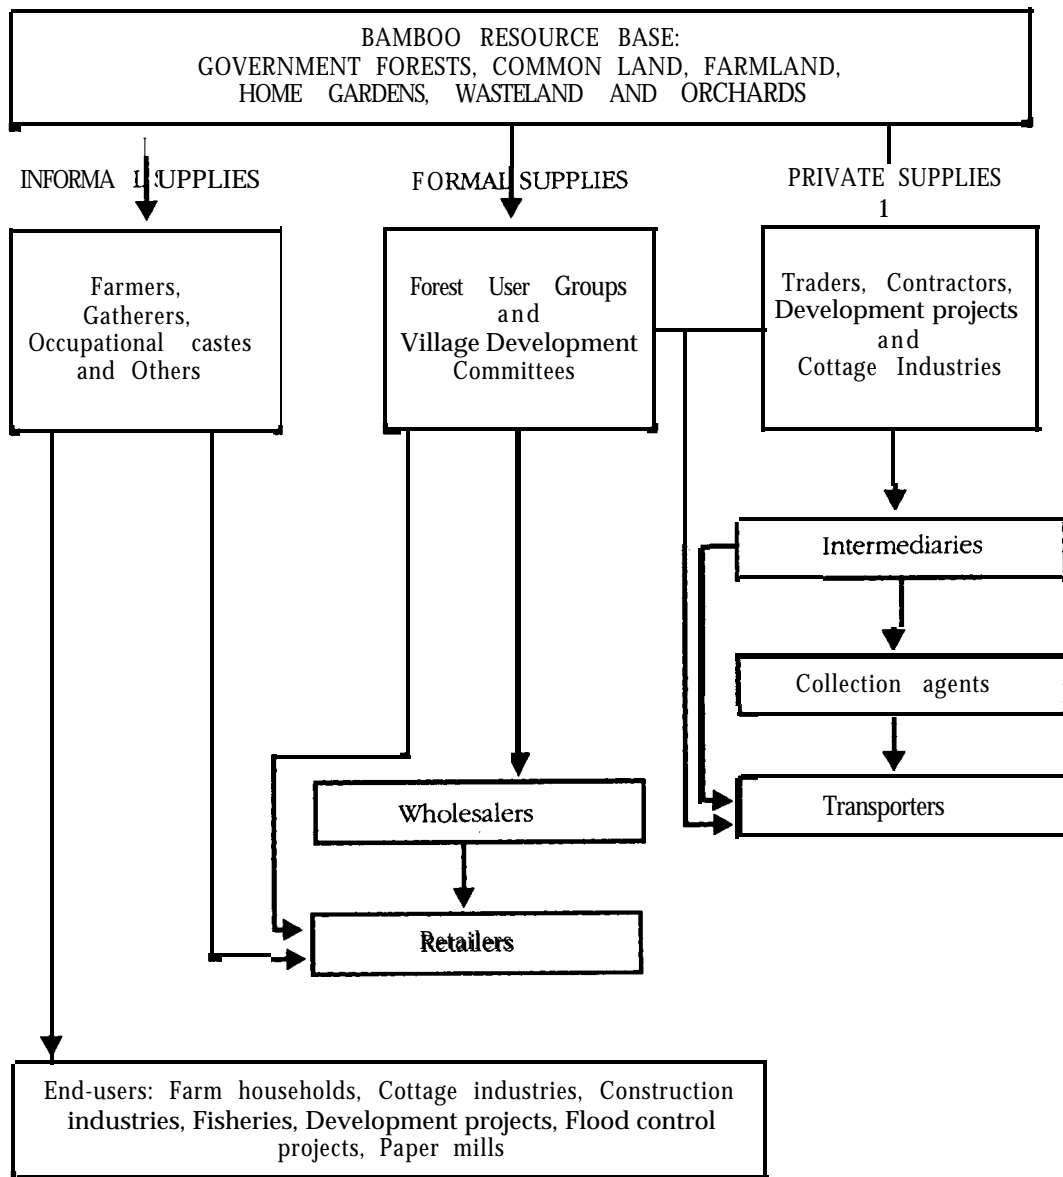 BAMBOO RESOURCE BASE:
GOVERNMENT FORESTS, COMMON LAND, FARMLAND,
HOME GARDENS, WASTELAND AND ORCHARDS
INFORMAL SUPPLIES
FORMAL SUPPLIES
PRIVATE SUPPLIES
1
Farmers,
Gatherers,
Occupational castes
and Others
Forest User Groups
and
Village Development
Committees
Traders, Contractors,
Development projects
and
Cottage Industries
Intermediaries
Collection agents
Wholesalers
Transporters
Retailers
End-users: Farm households, Cottage industries, Construction
industries, Fisheries, Development projects, Flood control
projects, Paper mills